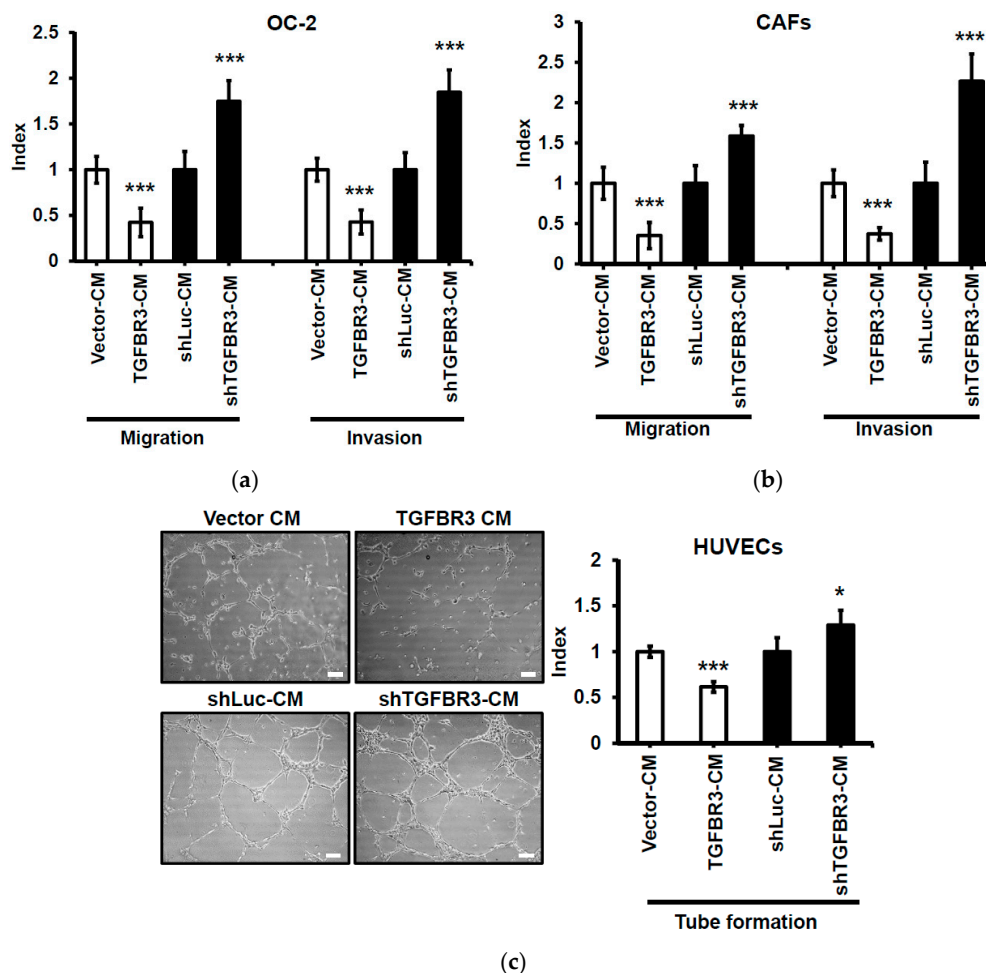 OC-2
Index
2.5
2
1.5
1
0.5
0
***
***
***
***
Vector-CM
TGFBR3-CM
shLuc-CM
shTGFBR3-CM
Vector-CM
TGFBR3-CM
shLuc-CM
shTGFBR3-CM
Migration
Invasion
(a)
CAFs
Index
3
2.5
2
1.5
1
0.5
0
***
***
***
***
Vector-CM
TGFBR3-CM
shLuc-CM
shTGFBR3-CM
Vector-CM
TGFBR3-CM
shLuc-CM
shTGFBR3-CM
Migration
Invasion
(b)
Vector CM
TGFBR3 CM
shLuc-CM
shTGFBR3-CM
HUVECs
Index
2
1.5
1
0.5
0
***
*
Vector-CM
TGFBR3-CM
shLuc-CM
shTGFBR3-CM
Tube formation
(c)